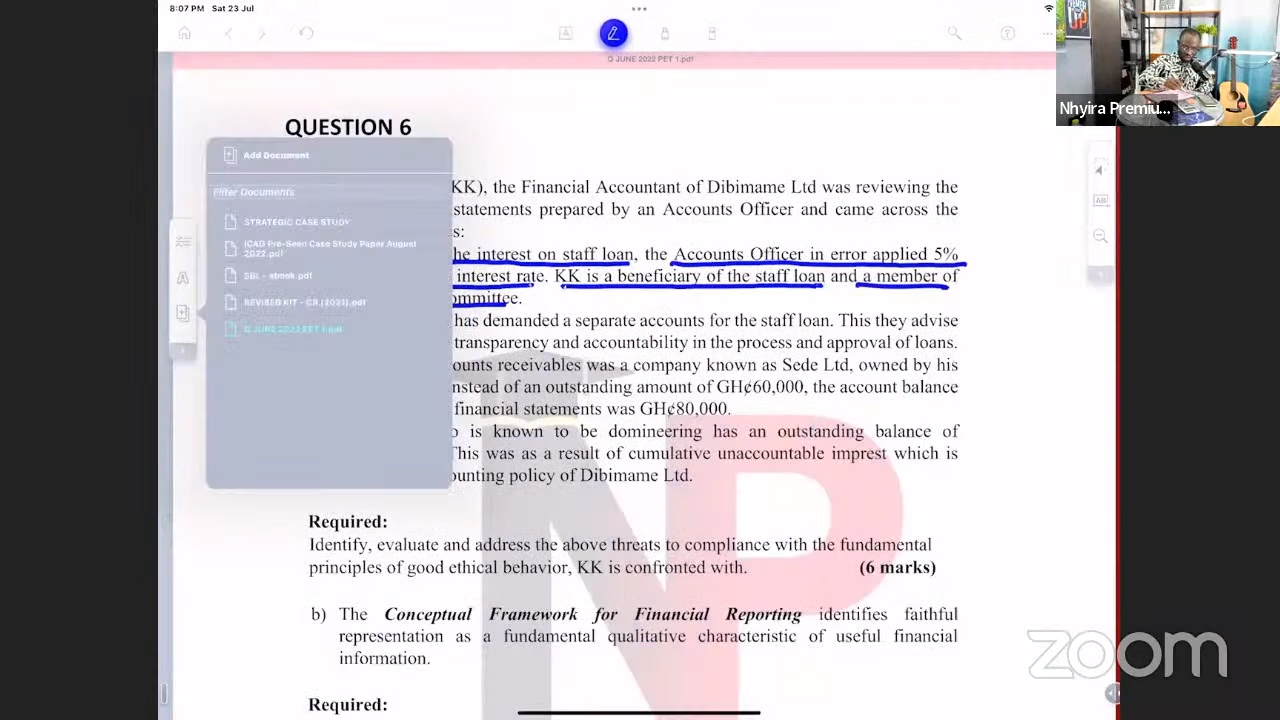 8:07 PM Sat 23 Jul
Q JUNE 2022 PET 1.pdf
Nhyira Premiu...
QUESTION 6
Add Document
Filter Documents
STRATEGIC CASE STUDY
ICAG Pre-Seen Case Study Paper August
2022.pdf
SBL - ebook.pdf
REVISED KIT - CR (2021).pdf
Q JUNE 2022 PET 1.pdf
KK), the Financial Accountant of Dibimame Ltd was reviewing the
statements prepared by an Accounts Officer and came across the
s:
he interest on staff loan, the Accounts Officer in error applied 5%
interest rate. KK is a beneficiary of the staff loan and a member of
ommittee.
has demanded a separate accounts for the staff loan. This they advise
transparency and accountability in the process and approval of loans.
ounts receivables was a company known as Sede Ltd, owned by his
nstead of an outstanding amount of GH¢60,000, the account balance
financial statements was GH¢80,000.
o is known to be domineering has an outstanding balance of
This was as a result of cumulative unaccountable imprest which is
ounting policy of Dibimame Ltd.
Required:
Identify, evaluate and address the above threats to compliance with the fundamental
principles of good ethical behavior, KK is confronted with. (6 marks)
b) The Conceptual Framework for Financial Reporting identifies faithful
representation as a fundamental qualitative characteristic of useful financial
information.
Required:
zoom